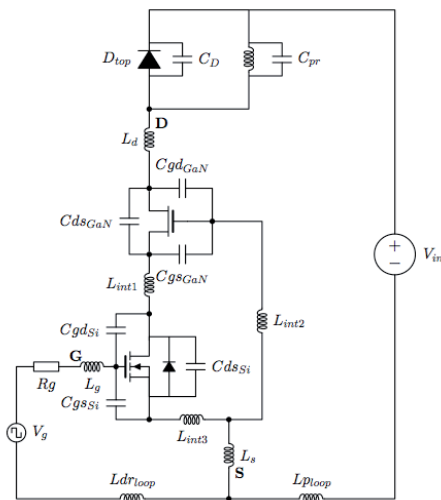 D_top
C_D
C_pr
D
L_d
Cgd_GaN
Cds_GaN
Cgs_GaN
V_in
+
−
L_int1
L_int2
Cgd_Si
G
Cds_Si
Rg
L_g
Cgs_Si
V_g
L_int3
L_s
S
Ldr_loop
Lp_loop